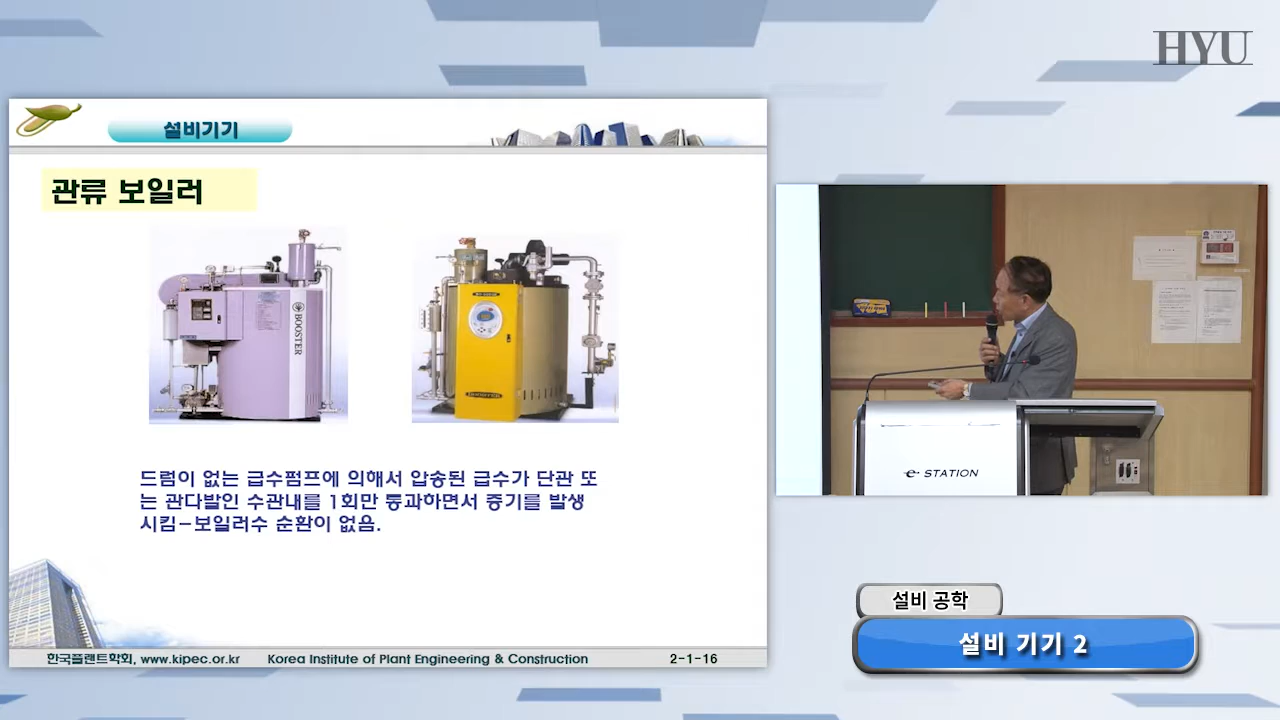 HYU
설비기기
관류 보일러
BOOSTER
BOOSTER
드럼이 없는 급수펌프에 의해서 압송된 급수가 단관 또
는 관다발인 수관내를 1회만 통과하면서 증기를 발생
시킴-보일러수 순환이 없음.
한국플랜트학회, www.kipec.or.kr Korea Institute of Plant Engineering & Construction 2-1-16
e-STATION
설비 공학
설비 기기 2